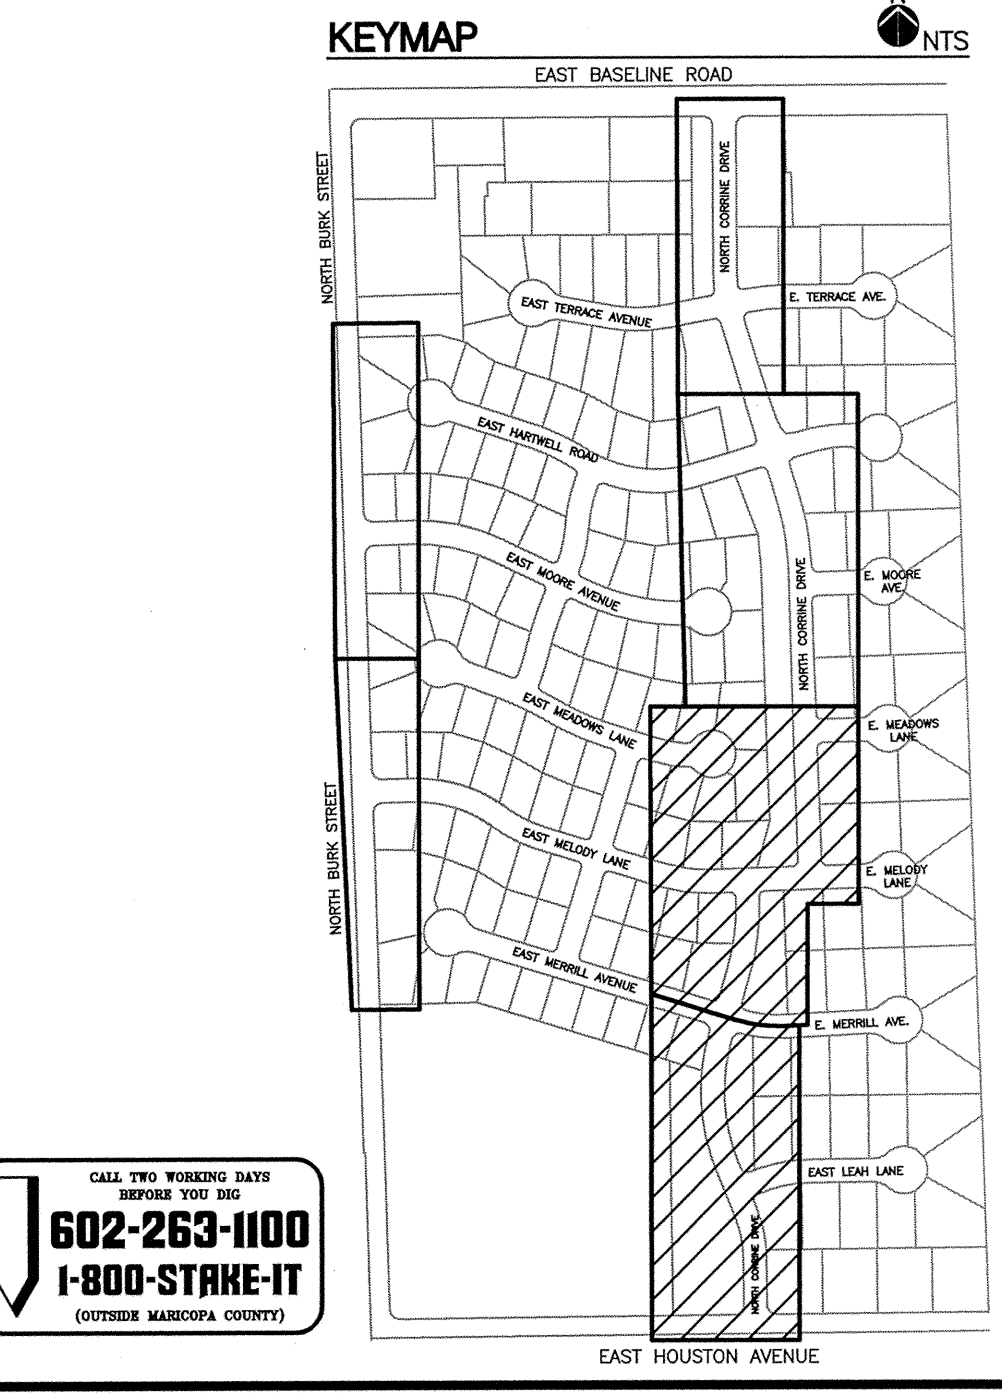 KEYMAP
N
NTS
EAST BASELINE ROAD
NORTH BURK STREET
NORTH CORRINE DRIVE
EAST TERRACE AVENUE
E. TERRACE AVE.
EAST HARTWELL ROAD
EAST MOORE AVENUE
NORTH CORRINE DRIVE
E. MOORE
AVE.
EAST MEADOWS LANE
E. MEADOWS
LANE
NORTH BURK STREET
EAST MELODY LANE
E. MELODY
LANE
EAST MERRILL AVENUE
E. MERRILL AVE.
EAST LEAH LANE
NORTH CORRINE DRIVE
EAST HOUSTON AVENUE
CALL TWO WORKING DAYS
BEFORE YOU DIG
602-263-1100
1-800-STAKE-IT
(OUTSIDE MARICOPA COUNTY)